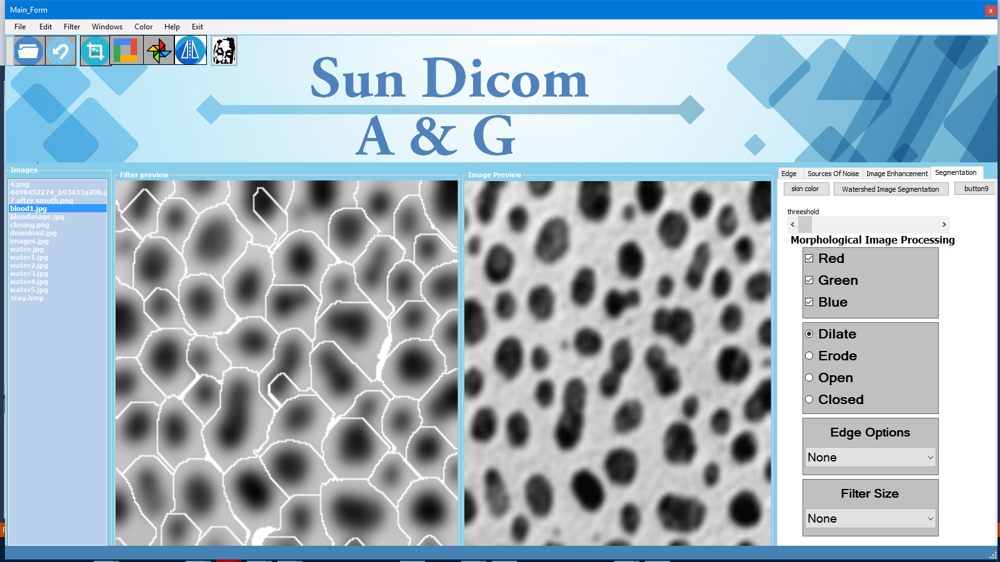 Main_Form
x
File Edit Filter Windows Color Help Exit
Sun Dicom
A & G
Images
4.png
4498452274_b93433a20b.j
7 after smoth.png
blood1.jpg
bloodimage.jpg
closing.png
download.jpg
images.jpg
water.jpg
water1.jpg
water2.jpg
water3.jpg
water4.jpg
water5.jpg
xray.bmp
Filter preview
Image Preview
Edge Sources Of Noise Image Enhancement Segmentation
skin color Watershed Image Segmentation button9
threeshold
Morphological Image Processing
Red
Green
Blue
Dilate
Erode
Open
Closed
Edge Options
None
Filter Size
None